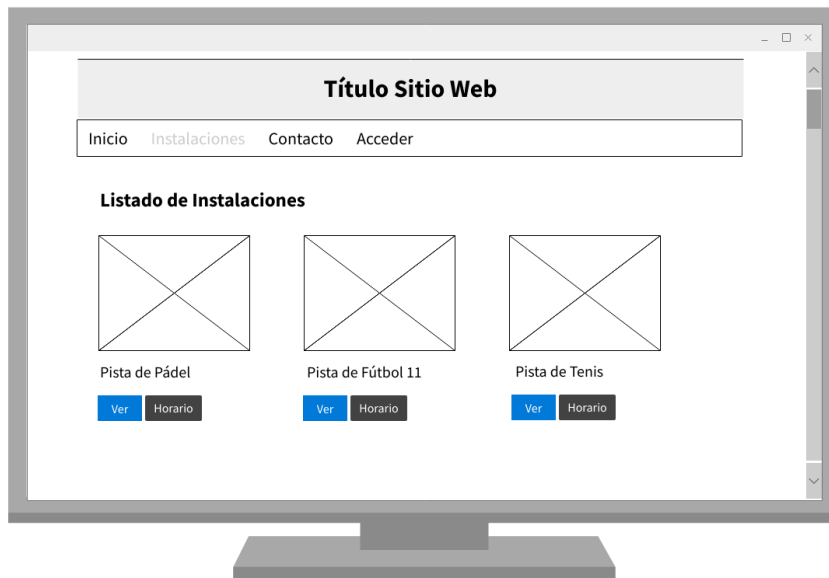 Título Sitio Web
Inicio Instalaciones Contacto Acceder
Listado de Instalaciones
Pista de Pádel Pista de Fútbol 11 Pista de Tenis
Ver Horario Ver Horario Ver Horario